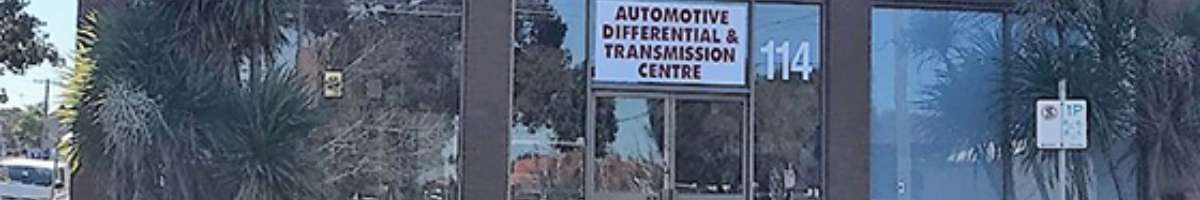 AUTOMOTIVE
DIFFERENTIAL &
TRANSMISSION
CENTRE
114
1P